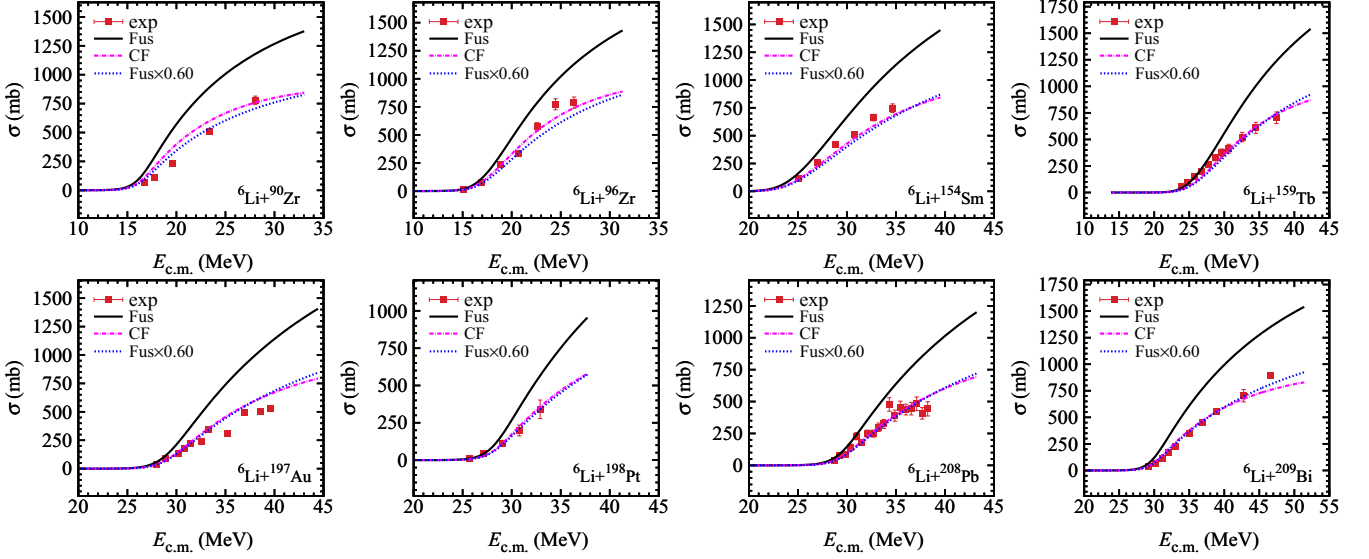 1500
1250
1000
750
500
250
0
σ (mb)
exp
Fus
CF
Fus×0.60
⁶Li+⁹⁰Zr
10 15 20 25 30 35
E_c.m. (MeV)
1500
1250
1000
750
500
250
0
σ (mb)
exp
Fus
CF
Fus×0.60
⁶Li+⁹⁶Zr
10 15 20 25 30 35
E_c.m. (MeV)
1500
1250
1000
750
500
250
0
σ (mb)
exp
Fus
CF
Fus×0.60
⁶Li+¹⁵⁴Sm
20 25 30 35 40 45
E_c.m. (MeV)
1750
1500
1250
1000
750
500
250
0
σ (mb)
exp
Fus
CF
Fus×0.60
⁶Li+¹⁵⁹Tb
10 15 20 25 30 35 40 45
E_c.m. (MeV)
1500
1250
1000
750
500
250
0
σ (mb)
exp
Fus
CF
Fus×0.60
⁶Li+¹⁹⁷Au
20 25 30 35 40 45
E_c.m. (MeV)
1000
750
500
250
0
σ (mb)
exp
Fus
CF
Fus×0.60
⁶Li+¹⁹⁸Pt
20 25 30 35 40 45
E_c.m. (MeV)
1250
1000
750
500
250
0
σ (mb)
exp
Fus
CF
Fus×0.60
⁶Li+²⁰⁸Pb
20 25 30 35 40 45
E_c.m. (MeV)
1750
1500
1250
1000
750
500
250
0
σ (mb)
exp
Fus
CF
Fus×0.60
⁶Li+²⁰⁹Bi
20 25 30 35 40 45 50 55
E_c.m. (MeV)